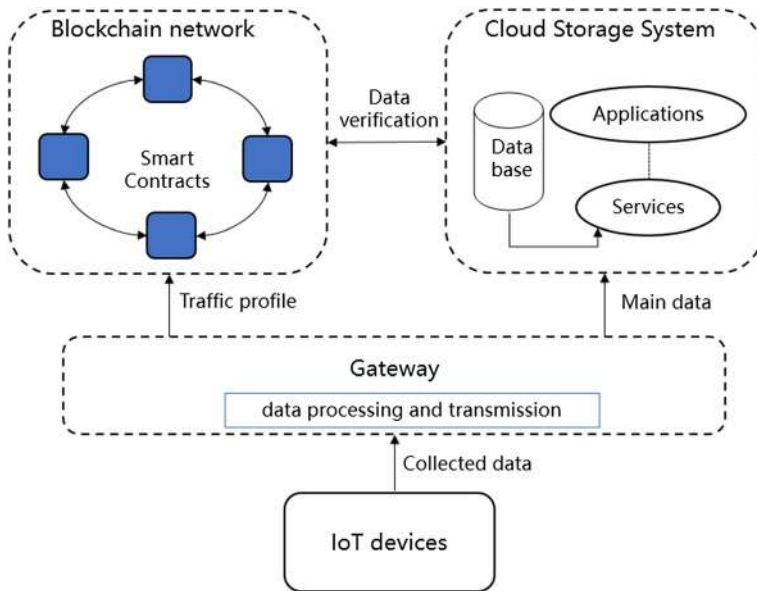 Blockchain network
Cloud Storage System
Data
verification
Smart
Contracts
Data
base
Applications
Services
Traffic profile
Main data
Gateway
data processing and transmission
Collected data
IoT devices